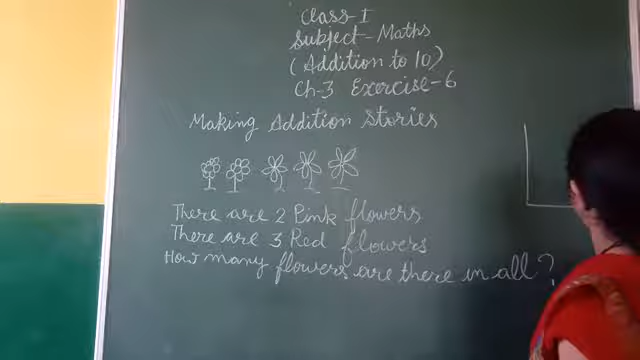 Class-I
Subject-Maths
(Addition to 10)
Ch-3 Exercise-6
Making Addition Stories
There are 2 Pink flowers
There are 3 Red flowers
How many flowers are there in all?